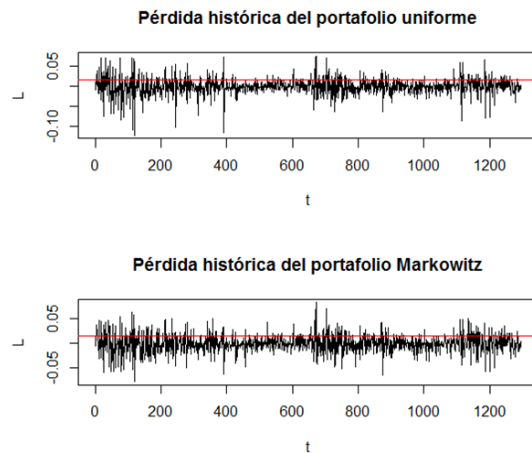 Pérdida histórica del portafolio uniforme
0.05
-0.10
L
0 200 400 600 800 1000 1200
t
Pérdida histórica del portafolio Markowitz
0.05
-0.05
L
0 200 400 600 800 1000 1200
t